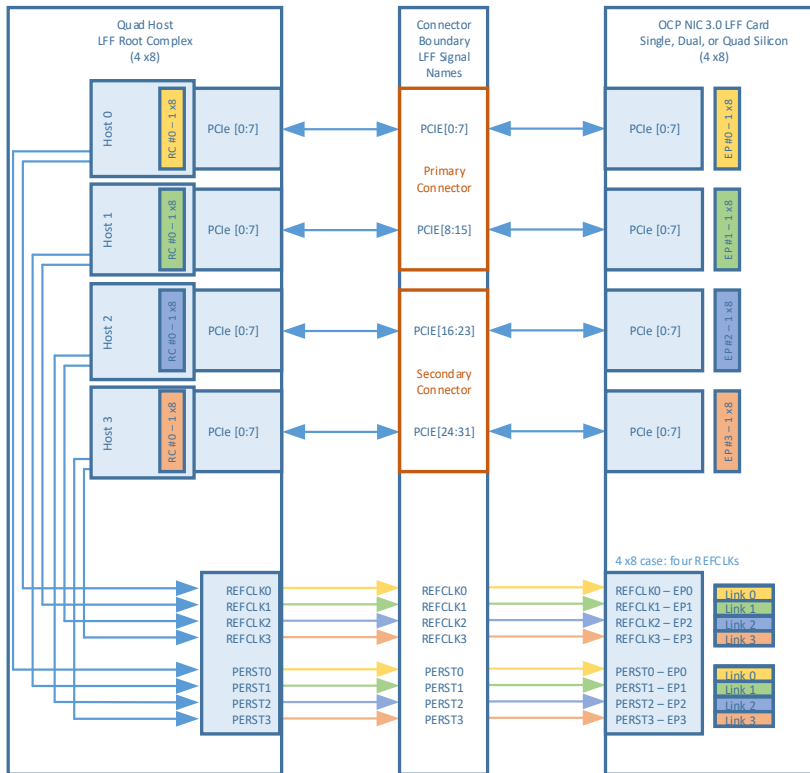 Quad Host
LFF Root Complex
(4 x8)
Connector
Boundary
LFF Signal
Names
OCP NIC 3.0 LFF Card
Single, Dual, or Quad Silicon
(4 x8)
Host 0
RC #0 – 1 x8
PCIe [0:7]
PCIE[0:7]
PCIe [0:7]
EP #0 – 1 x8
Primary
Connector
Host 1
RC #0 – 1 x8
PCIe [0:7]
PCIE[8:15]
PCIe [0:7]
EP #1 – 1 x8
Host 2
RC #0 – 1 x8
PCIe [0:7]
PCIE[16:23]
PCIe [0:7]
EP #2 – 1 x8
Secondary
Connector
Host 3
RC #0 – 1 x8
PCIe [0:7]
PCIE[24:31]
PCIe [0:7]
EP #3 – 1 x8
4 x8 case: four REFCLKs
REFCLK0
REFCLK1
REFCLK2
REFCLK3
PERST0
PERST1
PERST2
PERST3
REFCLK0
REFCLK1
REFCLK2
REFCLK3
PERST0
PERST1
PERST2
PERST3
REFCLK0 – EP0
REFCLK1 – EP1
REFCLK2 – EP2
REFCLK3 – EP3
PERST0 – EP0
PERST1 – EP1
PERST2 – EP2
PERST3 – EP3
Link 0
Link 1
Link 2
Link 3
Link 0
Link 1
Link 2
Link 3